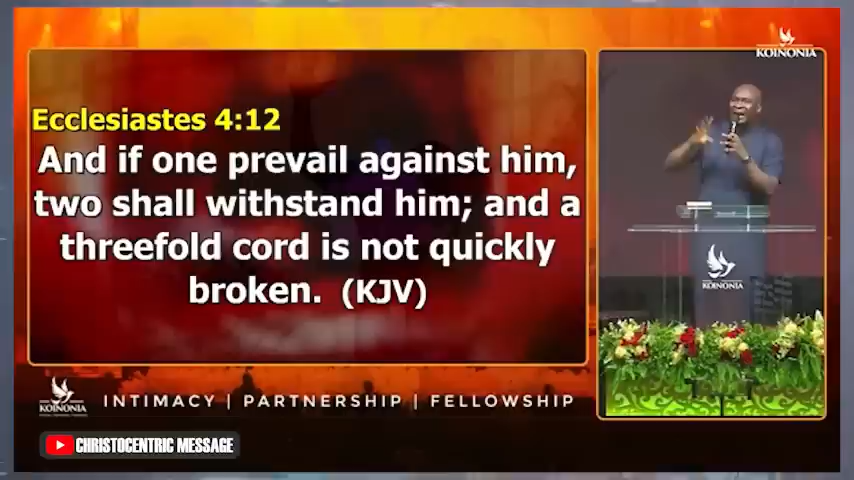 KOINONIA
Ecclesiastes 4:12
And if one prevail against him,
two shall withstand him; and a
threefold cord is not quickly
broken. (KJV)
KOINONIA
KOINONIA
INTIMACY | PARTNERSHIP | FELLOWSHIP
CHRISTOCENTRIC MESSAGE